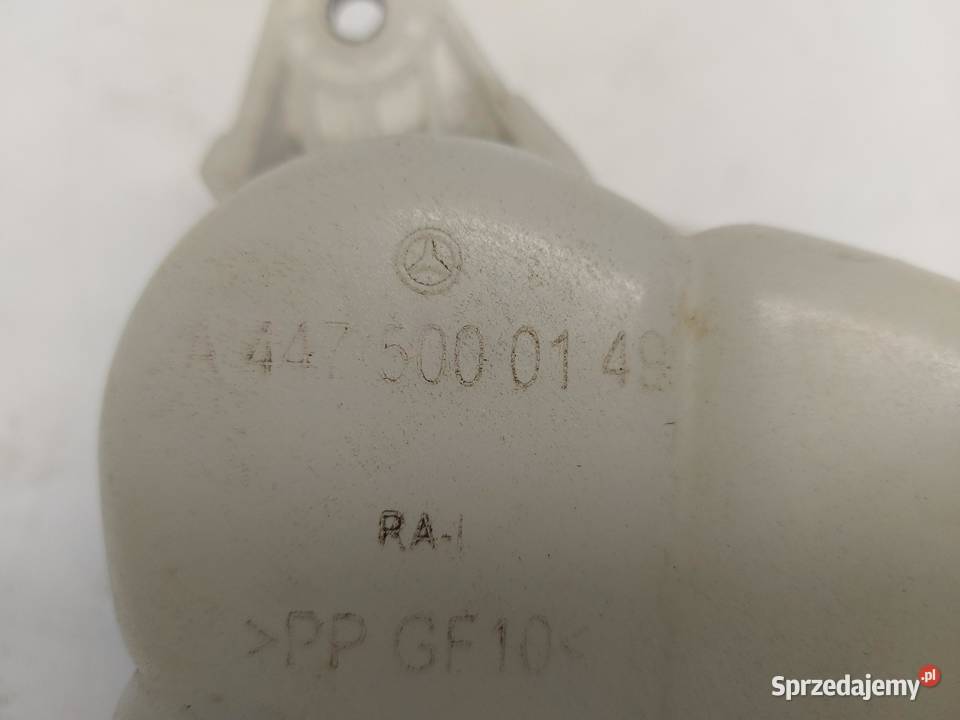 A 447 500 01 49
RA-I
>PP GF10<
Sprzedajemy.pl